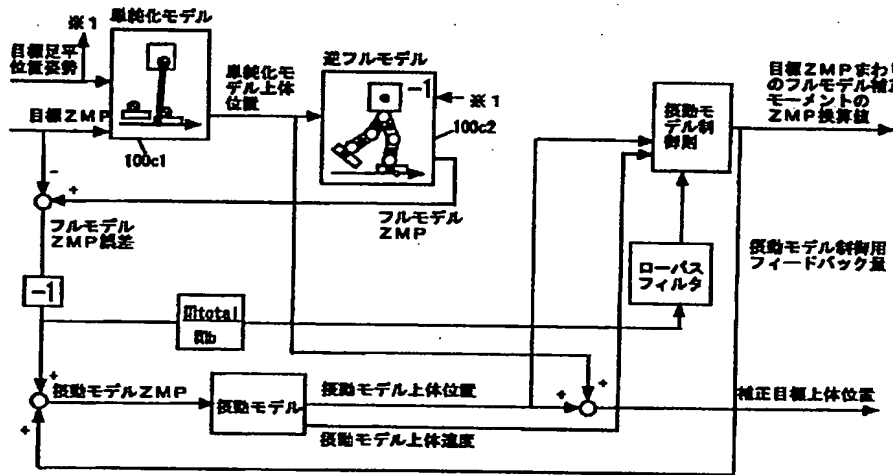 ※1
単純化モデル
目標足平
位置姿勢
目標ZMP
100c1
単純化モ
デル上体
位置
逆フルモデル
-1
※1
100c2
フルモデル
ZMP
摂動モ
デル制
御則
目標ZMPまわり
のフルモデル補正
モーメントの
ZMP換算値
-
+
フルモデル
ZMP誤差
-1
mtotal
mb
ローパス
フィルタ
摂動モデル制御用
フィードバック量
+
+
摂動モデルZMP
摂動モデル
摂動モデル上体位置
摂動モデル上体速度
+
+
補正目標上体位置